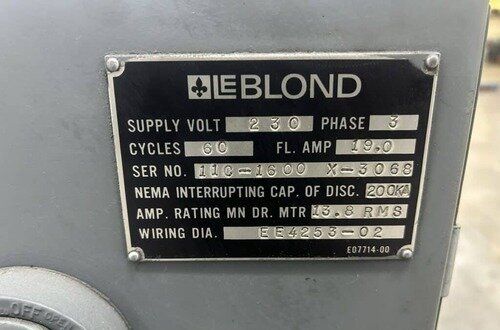 LEBLOND
SUPPLY VOLT 230 PHASE 3
CYCLES 60 FL. AMP 19.0
SER NO. 11C-1600 X-3068
NEMA INTERRUPTING CAP. OF DISC. 200KA
AMP. RATING MN DR. MTR 13.8 RMS
WIRING DIA. EE4253-02
E07714-00
OFF